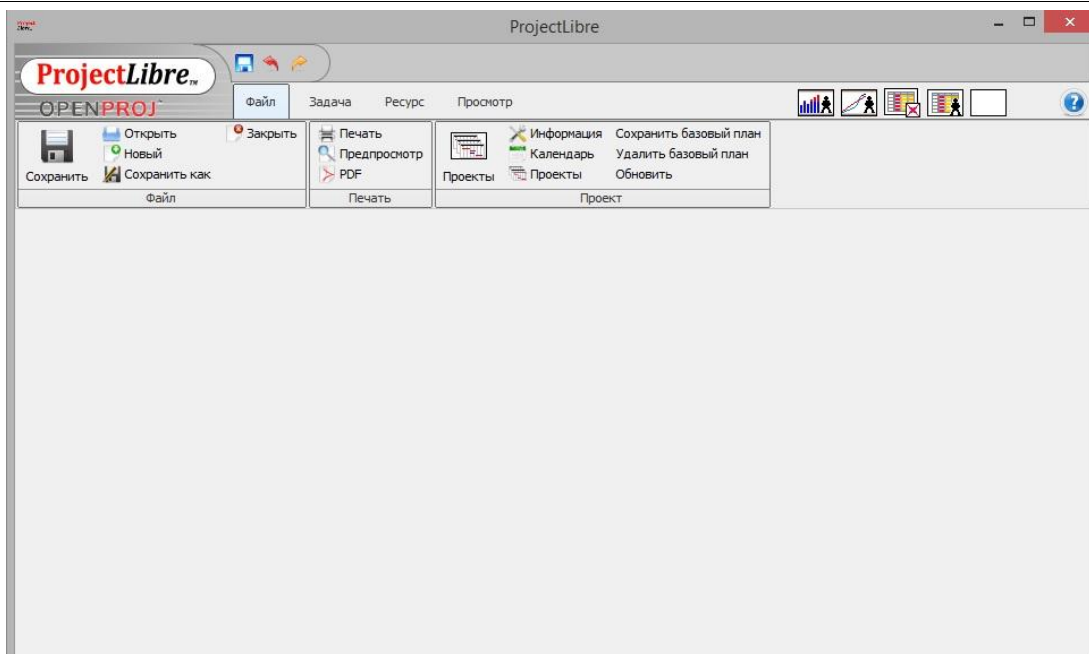 ProjectLibre
ProjectLibre™
OPENPROJ
Файл Задача Ресурс Просмотр
Сохранить
Открыть
Новый
Сохранить как
Закрыть
Файл
Печать
Предпросмотр
PDF
Печать
Проекты
Информация
Календарь
Проекты
Сохранить базовый план
Удалить базовый план
Обновить
Проект